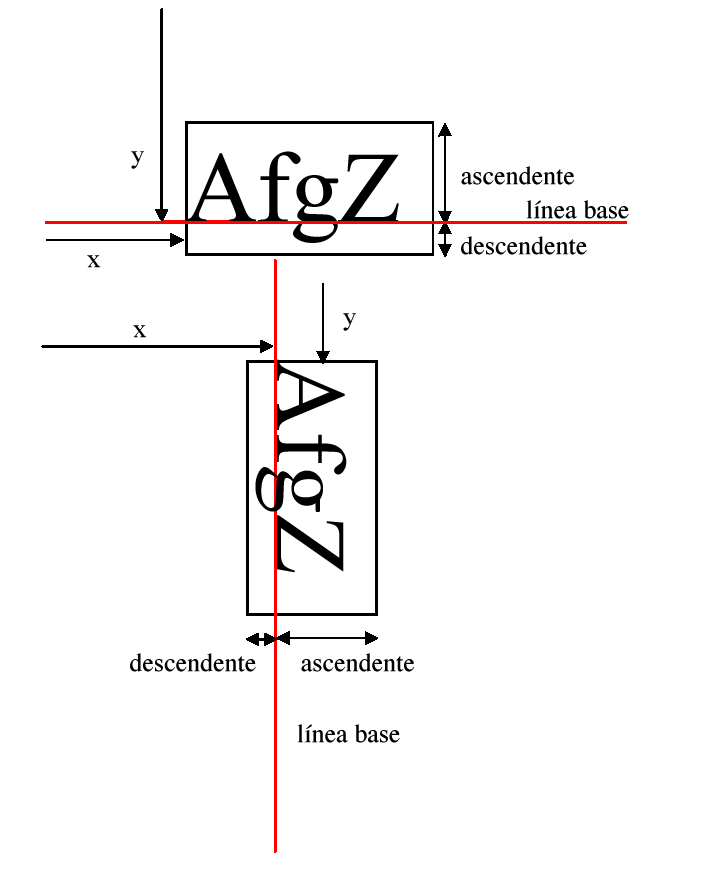 y
AfgZ
ascendente
línea base
descendente
x
y
x
AfgZ
descendente
ascendente
línea base